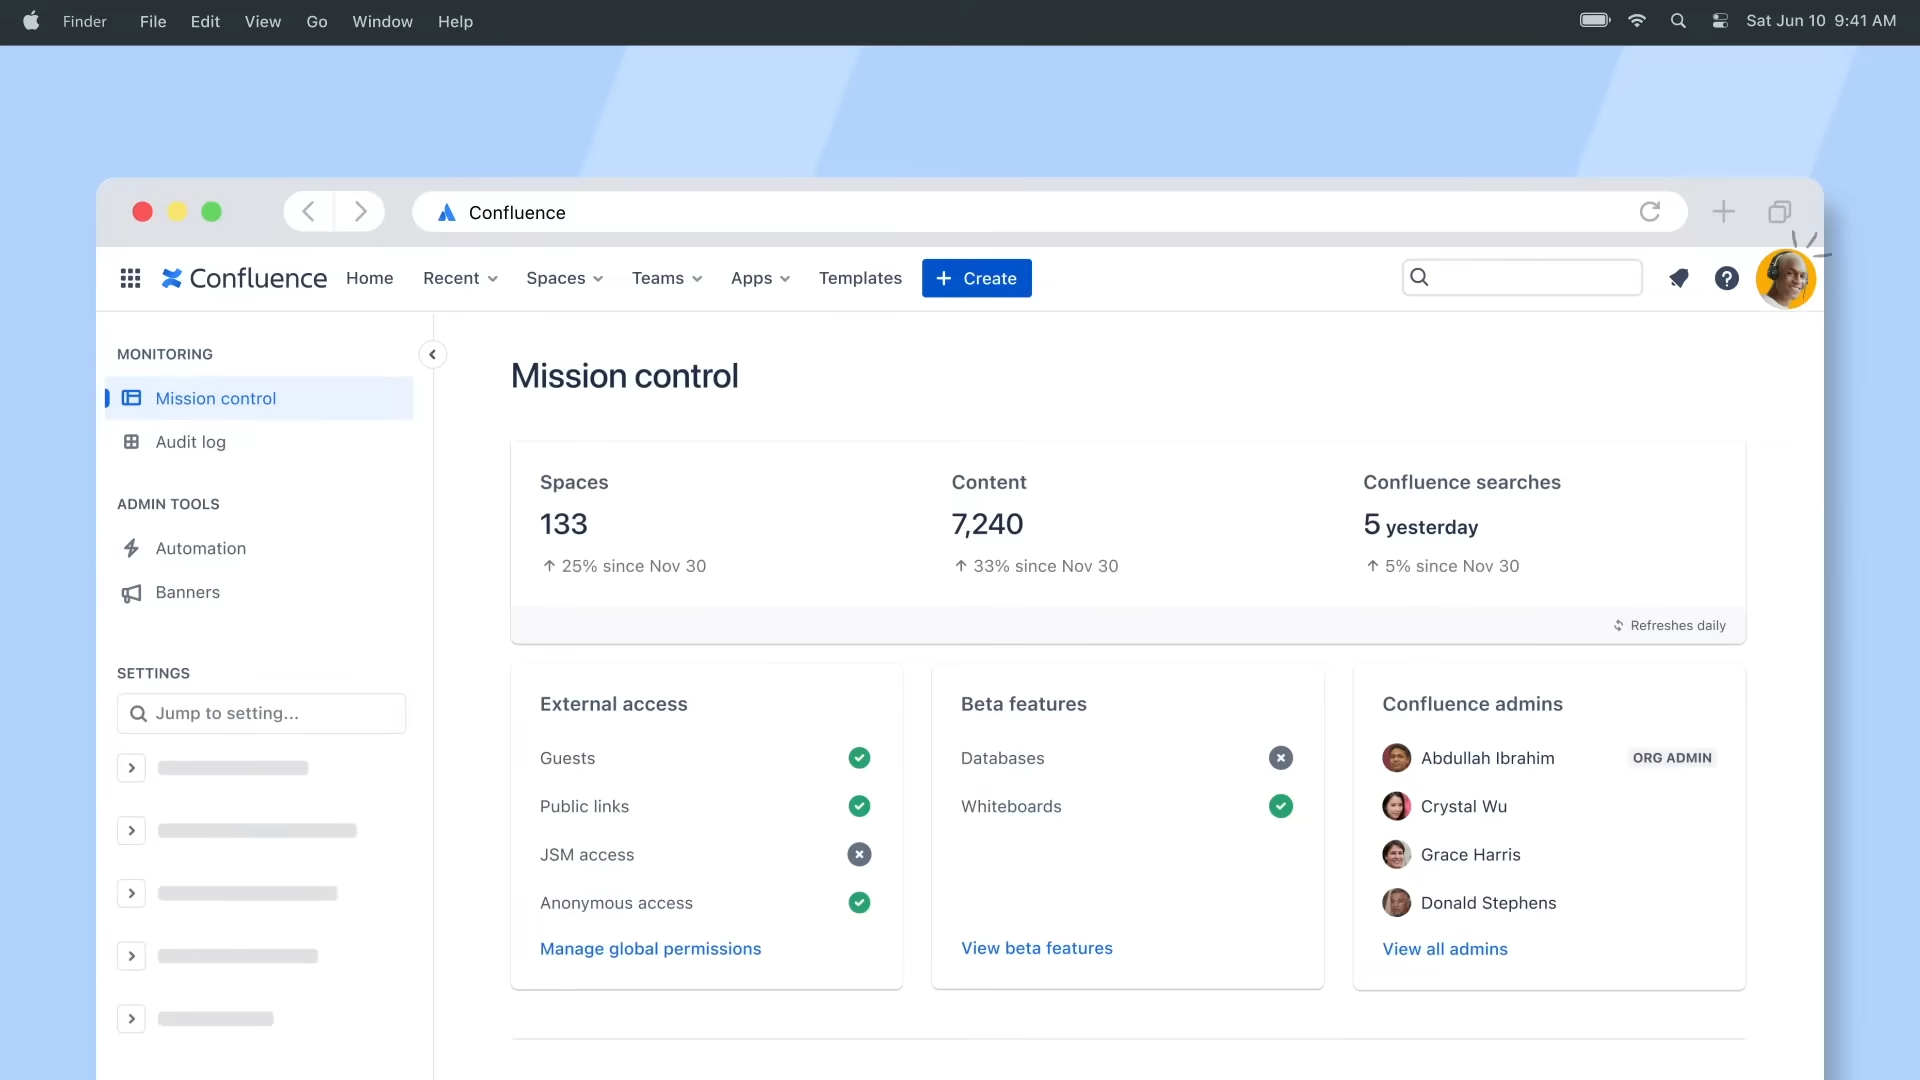 Finder File Edit View Go Window Help
Sat Jun 10 9:41 AM
Confluence
Confluence Home Recent Spaces Teams Apps Templates Create
MONITORING
Mission control
Audit log
ADMIN TOOLS
Automation
Banners
SETTINGS
Jump to setting...
Mission control
Spaces
133
25% since Nov 30
Content
7,240
33% since Nov 30
Confluence searches
5 yesterday
5% since Nov 30
Refreshes daily
External access
Guests
Public links
JSM access
Anonymous access
Manage global permissions
Beta features
Databases
Whiteboards
View beta features
Confluence admins
Abdullah Ibrahim ORG ADMIN
Crystal Wu
Grace Harris
Donald Stephens
View all admins